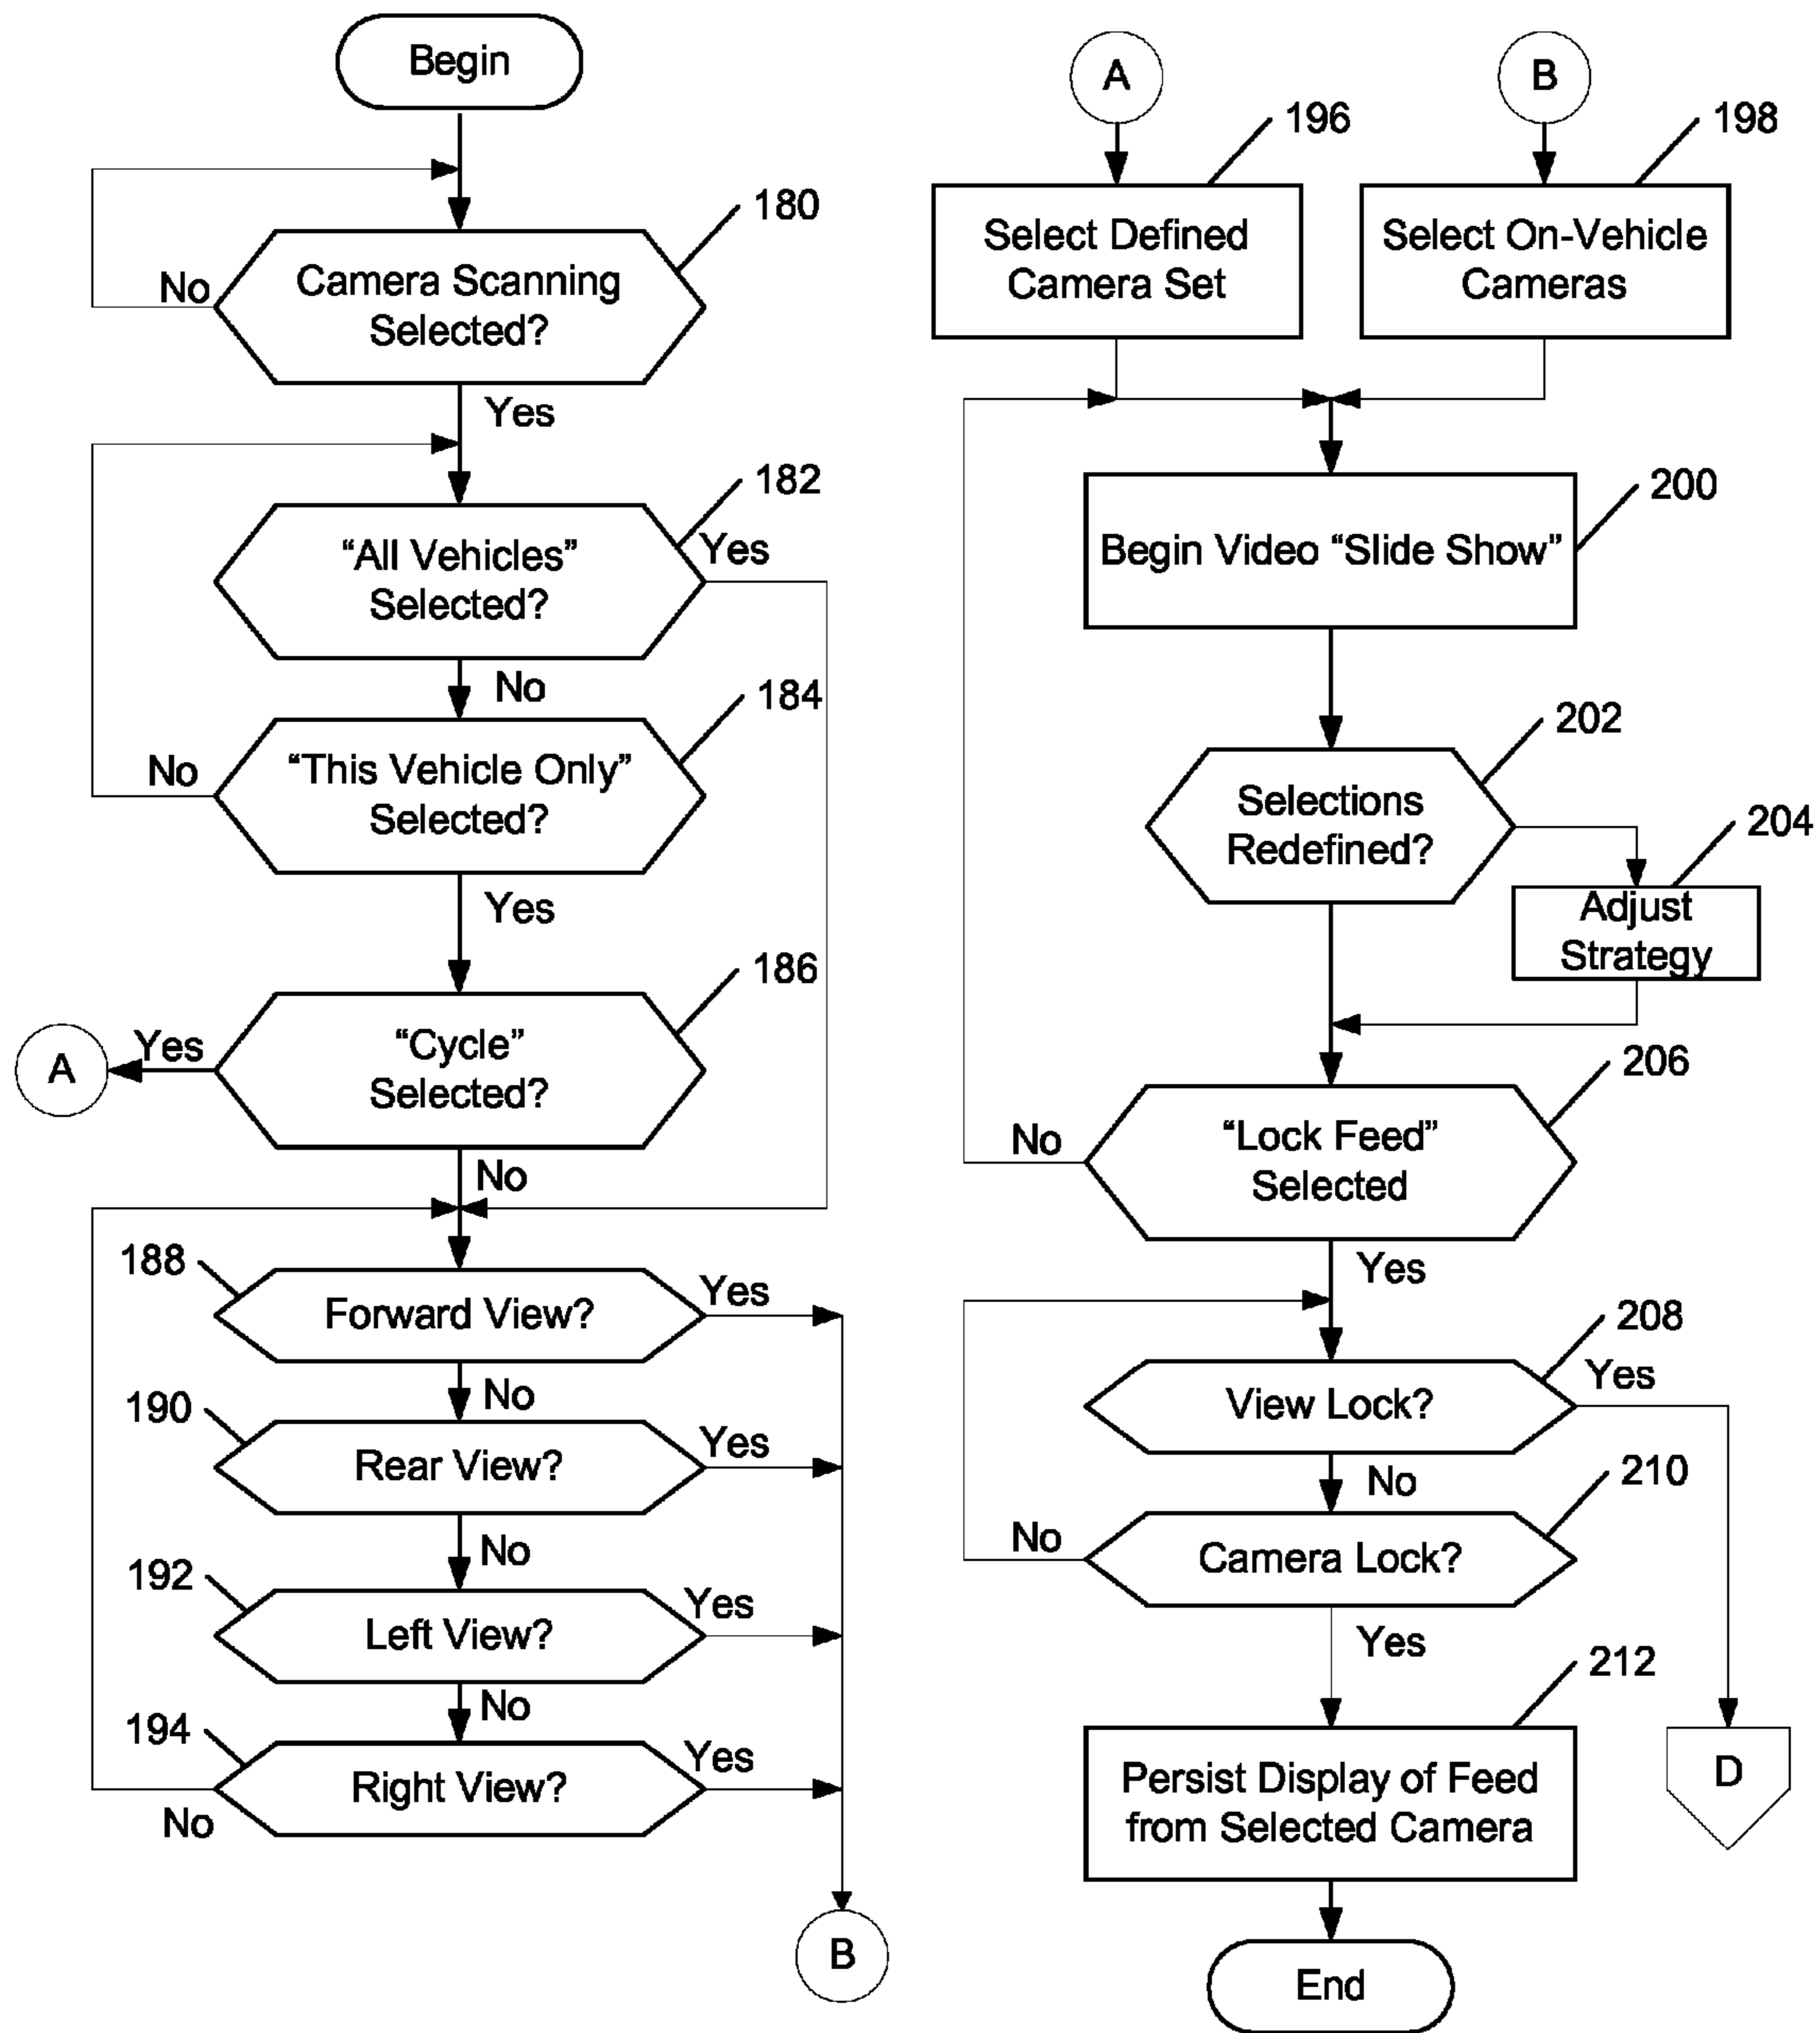 Begin
180
No
Camera Scanning
Selected?
Yes
182
“All Vehicles”
Selected?
Yes
No
184
No
“This Vehicle Only”
Selected?
Yes
186
A
Yes
“Cycle”
Selected?
No
188
Forward View?
Yes
No
190
Rear View?
Yes
No
192
Left View?
Yes
No
194
Right View?
Yes
No
B
A
196
Select Defined
Camera Set
B
198
Select On-Vehicle
Cameras
200
Begin Video “Slide Show”
202
Selections
Redefined?
204
Adjust
Strategy
206
No
“Lock Feed”
Selected
Yes
208
View Lock?
Yes
No
210
No
Camera Lock?
Yes
212
Persist Display of Feed
from Selected Camera
D
End